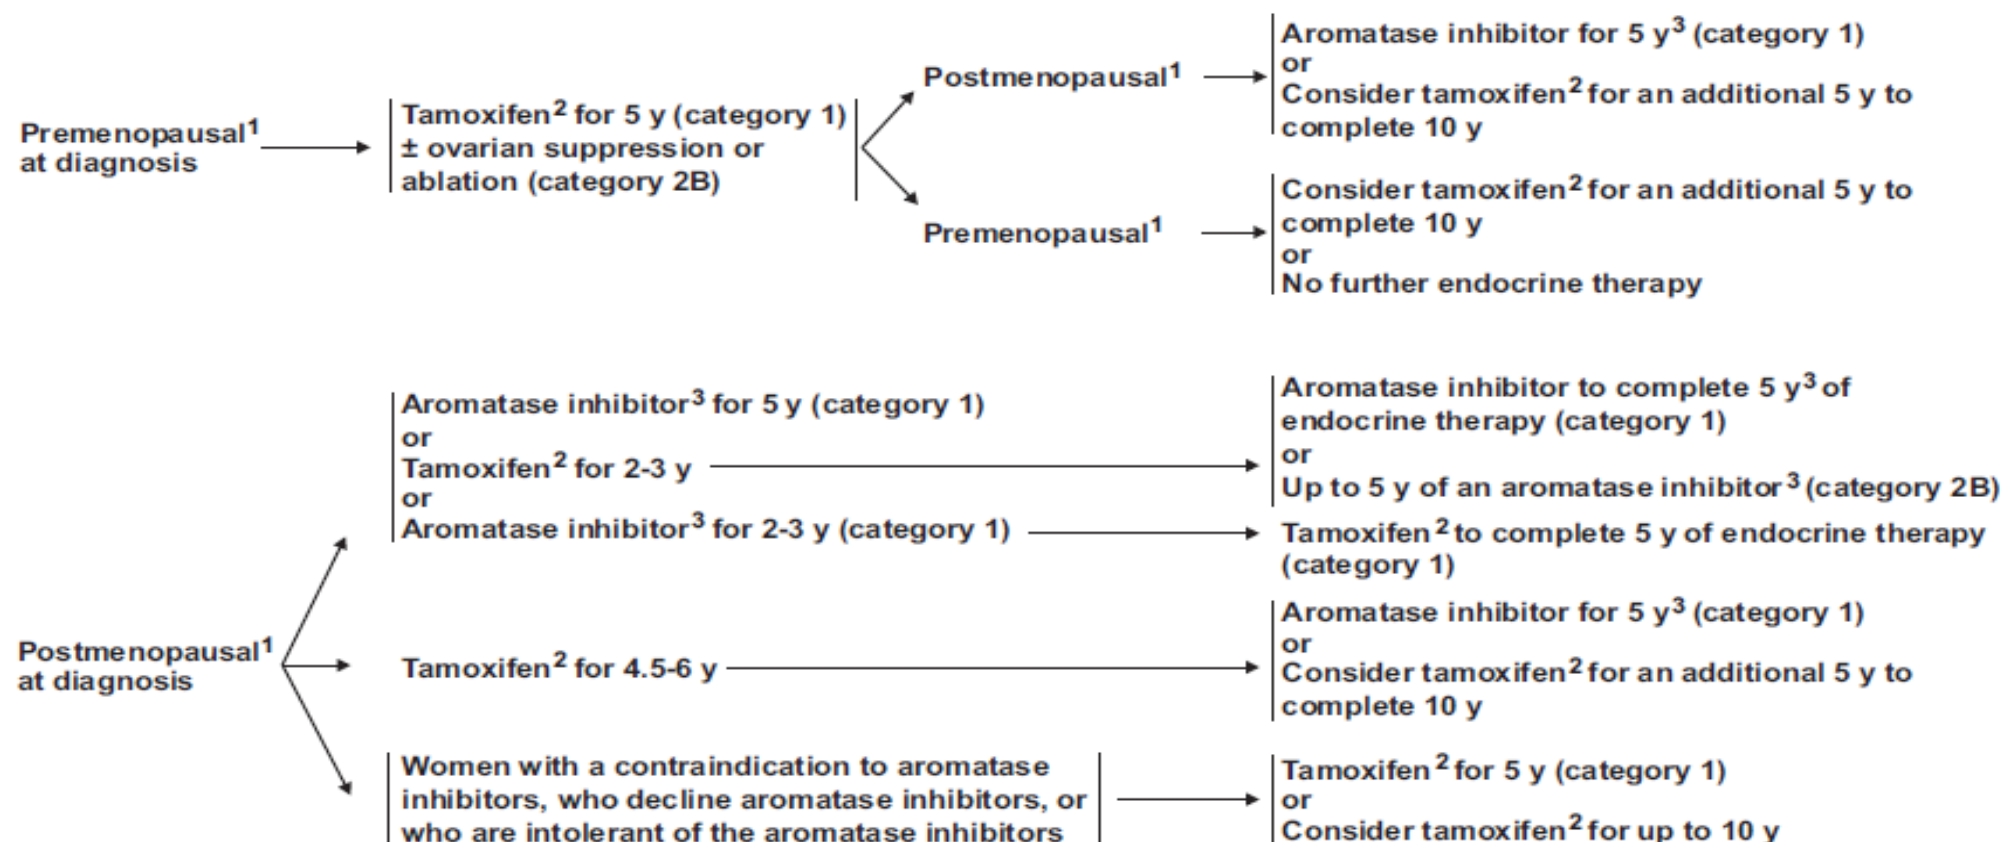 Premenopausal1
at diagnosis
Tamoxifen2 for 5 y (category 1)
± ovarian suppression or
ablation (category 2B)
Postmenopausal1
Aromatase inhibitor for 5 y3 (category 1)
or
Consider tamoxifen2 for an additional 5 y to
complete 10 y
Premenopausal1
Consider tamoxifen2 for an additional 5 y to
complete 10 y
or
No further endocrine therapy
Postmenopausal1
at diagnosis
Aromatase inhibitor3 for 5 y (category 1)
or
Tamoxifen2 for 2-3 y
or
Aromatase inhibitor3 for 2-3 y (category 1)
Aromatase inhibitor to complete 5 y3 of
endocrine therapy (category 1)
or
Up to 5 y of an aromatase inhibitor3 (category 2B)
Tamoxifen2 to complete 5 y of endocrine therapy
(category 1)
Tamoxifen2 for 4.5-6 y
Aromatase inhibitor for 5 y3 (category 1)
or
Consider tamoxifen2 for an additional 5 y to
complete 10 y
Women with a contraindication to aromatase
inhibitors, who decline aromatase inhibitors, or
who are intolerant of the aromatase inhibitors
Tamoxifen2 for 5 y (category 1)
or
Consider tamoxifen2 for up to 10 y